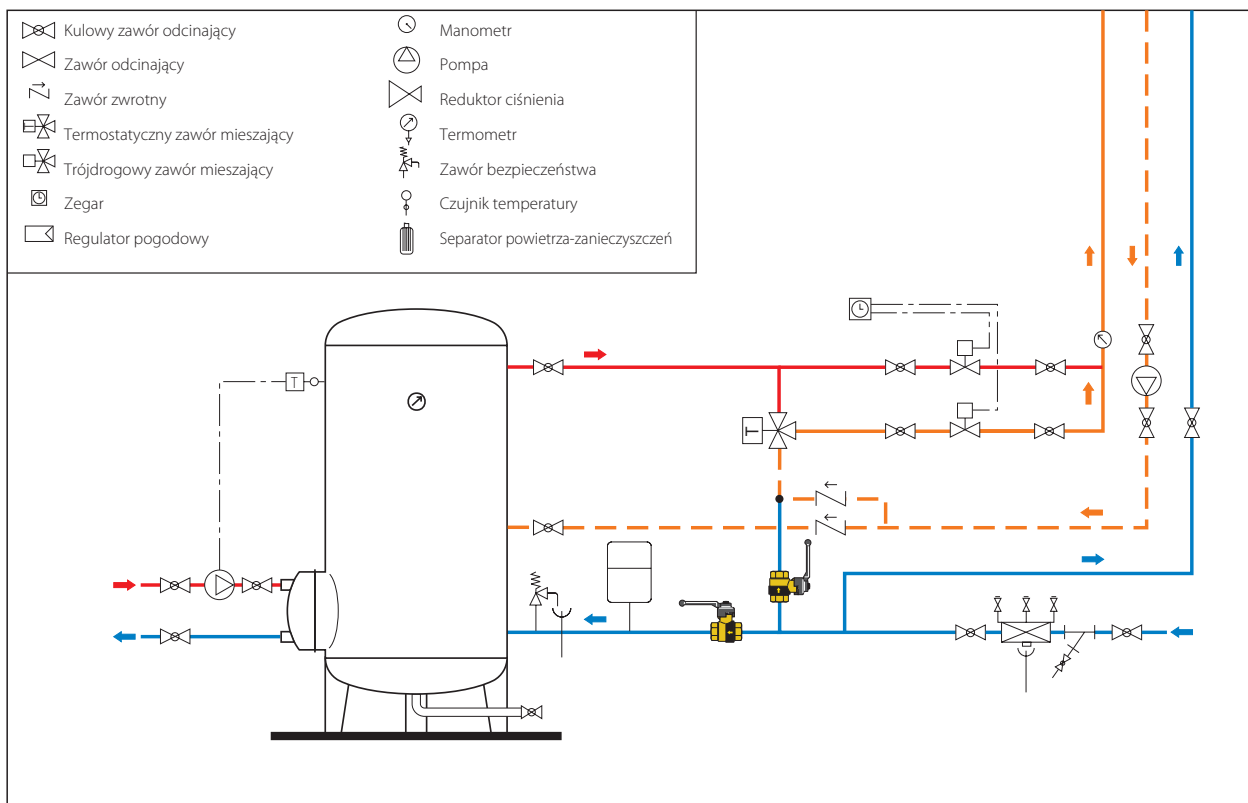 Kulowy zawór odcinający
Zawór odcinający
Zawór zwrotny
Termostatyczny zawór mieszający
Trójdrogowy zawór mieszający
Zegar
Regulator pogodowy
Manometr
Pompa
Reduktor ciśnienia
Termometr
Zawór bezpieczeństwa
Czujnik temperatury
Separator powietrza-zanieczyszczeń
T
T